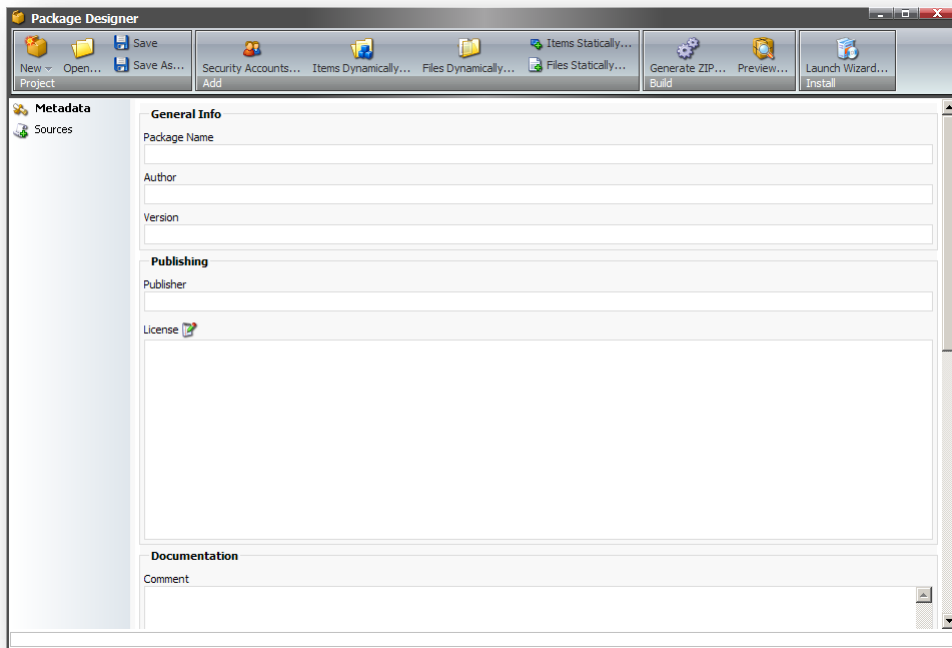 Package Designer
New Open... Save
Save As...
Project
Security Accounts... Items Dynamically... Files Dynamically... Items Statically...
Files Statically...
Add
Generate ZIP... Preview...
Build
Launch Wizard...
Install
Metadata
Sources
General Info
Package Name
Author
Version
Publishing
Publisher
License
Documentation
Comment